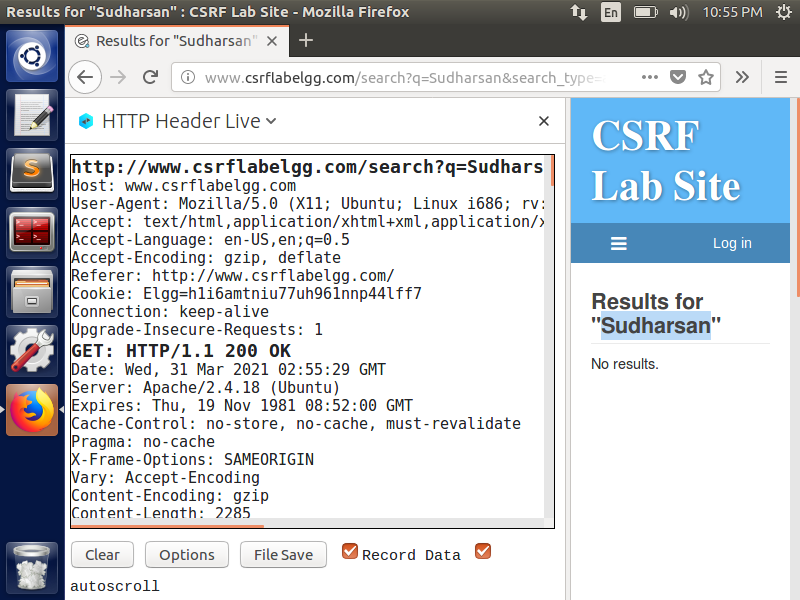 Results for "Sudharsan" : CSRF Lab Site - Mozilla Firefox
En
10:55 PM
Results for "Sudharsan"
www.csrflabelgg.com/search?q=Sudharsan&search_type=
HTTP Header Live
http://www.csrflabelgg.com/search?q=Sudhars
Host: www.csrflabelgg.com
User-Agent: Mozilla/5.0 (X11; Ubuntu; Linux i686; rv:
Accept: text/html,application/xhtml+xml,application/x
Accept-Language: en-US,en;q=0.5
Accept-Encoding: gzip, deflate
Referer: http://www.csrflabelgg.com/
Cookie: Elgg=h1i6amtniu77uh961nnp44lff7
Connection: keep-alive
Upgrade-Insecure-Requests: 1
GET: HTTP/1.1 200 OK
Date: Wed, 31 Mar 2021 02:55:29 GMT
Server: Apache/2.4.18 (Ubuntu)
Expires: Thu, 19 Nov 1981 08:52:00 GMT
Cache-Control: no-store, no-cache, must-revalidate
Pragma: no-cache
X-Frame-Options: SAMEORIGIN
Vary: Accept-Encoding
Content-Encoding: gzip
Content-Length: 2285
Clear
Options
File Save
Record Data
autoscroll
CSRF
Lab Site
Log in
Results for
"Sudharsan"
No results.